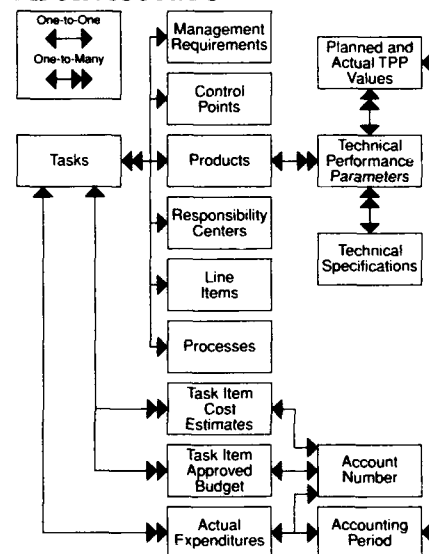 One-to-One
One-to-Many
Management
Requirements
Control
Points
Tasks
Products
Responsibility
Centers
Line
Items
Processes
Task Item
Cost
Estimates
Task Item
Approved
Budget
Actual
Expenditures
Planned and
Actual TPP
Values
Technical
Performance
Parameters
Technical
Specifications
Account
Number
Accounting
Period